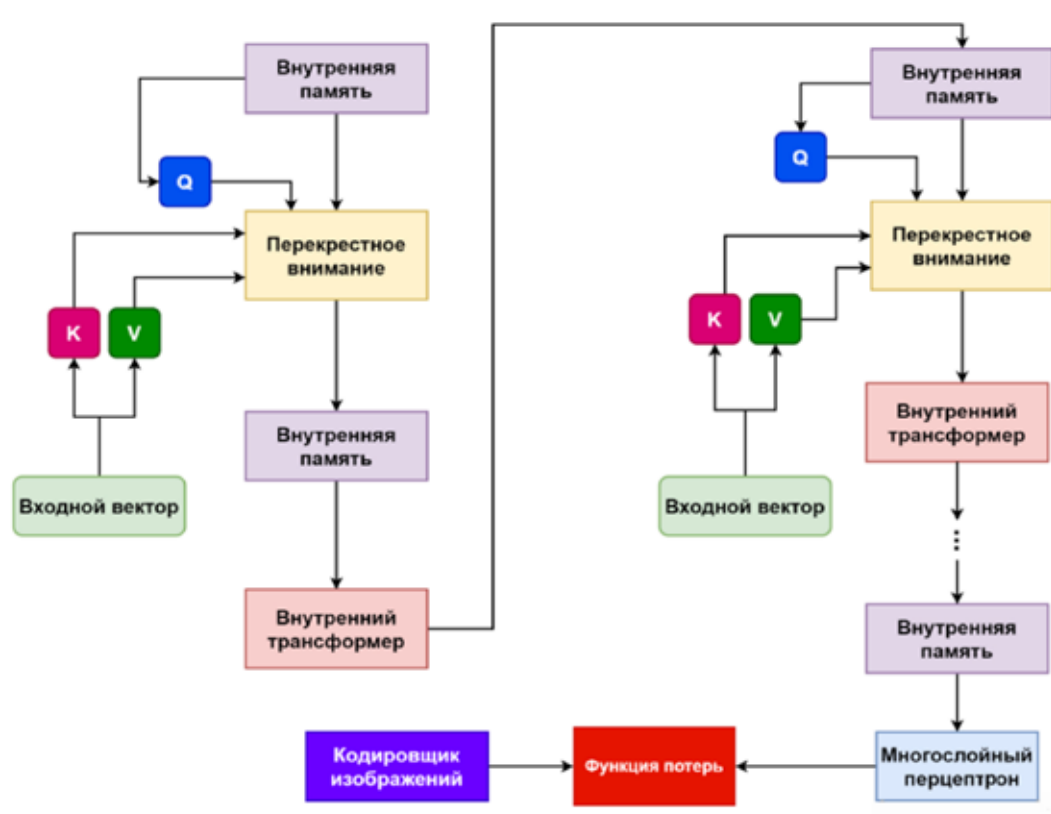 Внутренняя
память
Q
Перекрестное
внимание
K
V
Входной вектор
Внутренняя
память
Внутренний
трансформер
Внутренняя
память
Q
Перекрестное
внимание
K
V
Входной вектор
Внутренний
трансформер
...
Внутренняя
память
Многослойный
перцептрон
Функция потерь
Кодировщик
изображений